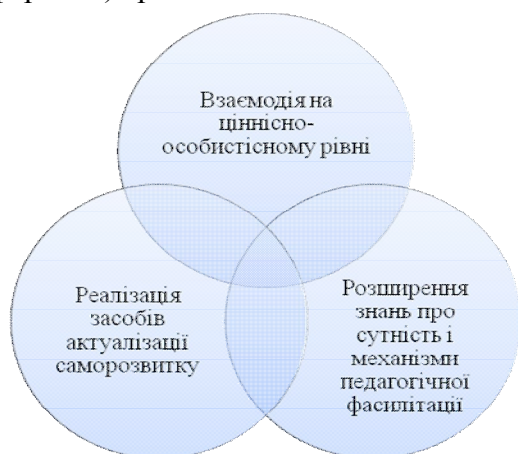 Взаємодія на
ціннісно-
особистісному рівні
Реалізація
засобів
актуалізації
саморозвитку
Розширення
знань про
сутність і
механізми
педагогічної
фасилітації